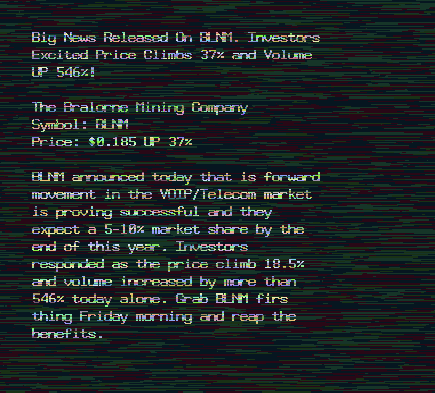 Big News Released On BLNM. Investors
Excited Price Climbs 37% and Volume
UP 546%!
The Bralorne Mining Company
Symbol: BLNM
Price: $0.185 UP 37%
BLNM announced today that is forward
movement in the VOIP/Telecom market
is proving successful and they
expect a 5-10% market share by the
end of this year. Investors
responded as the price climb 18.5%
and volume increased by more than
546% today alone. Grab BLNM firs
thing Friday morning and reap the
benefits.